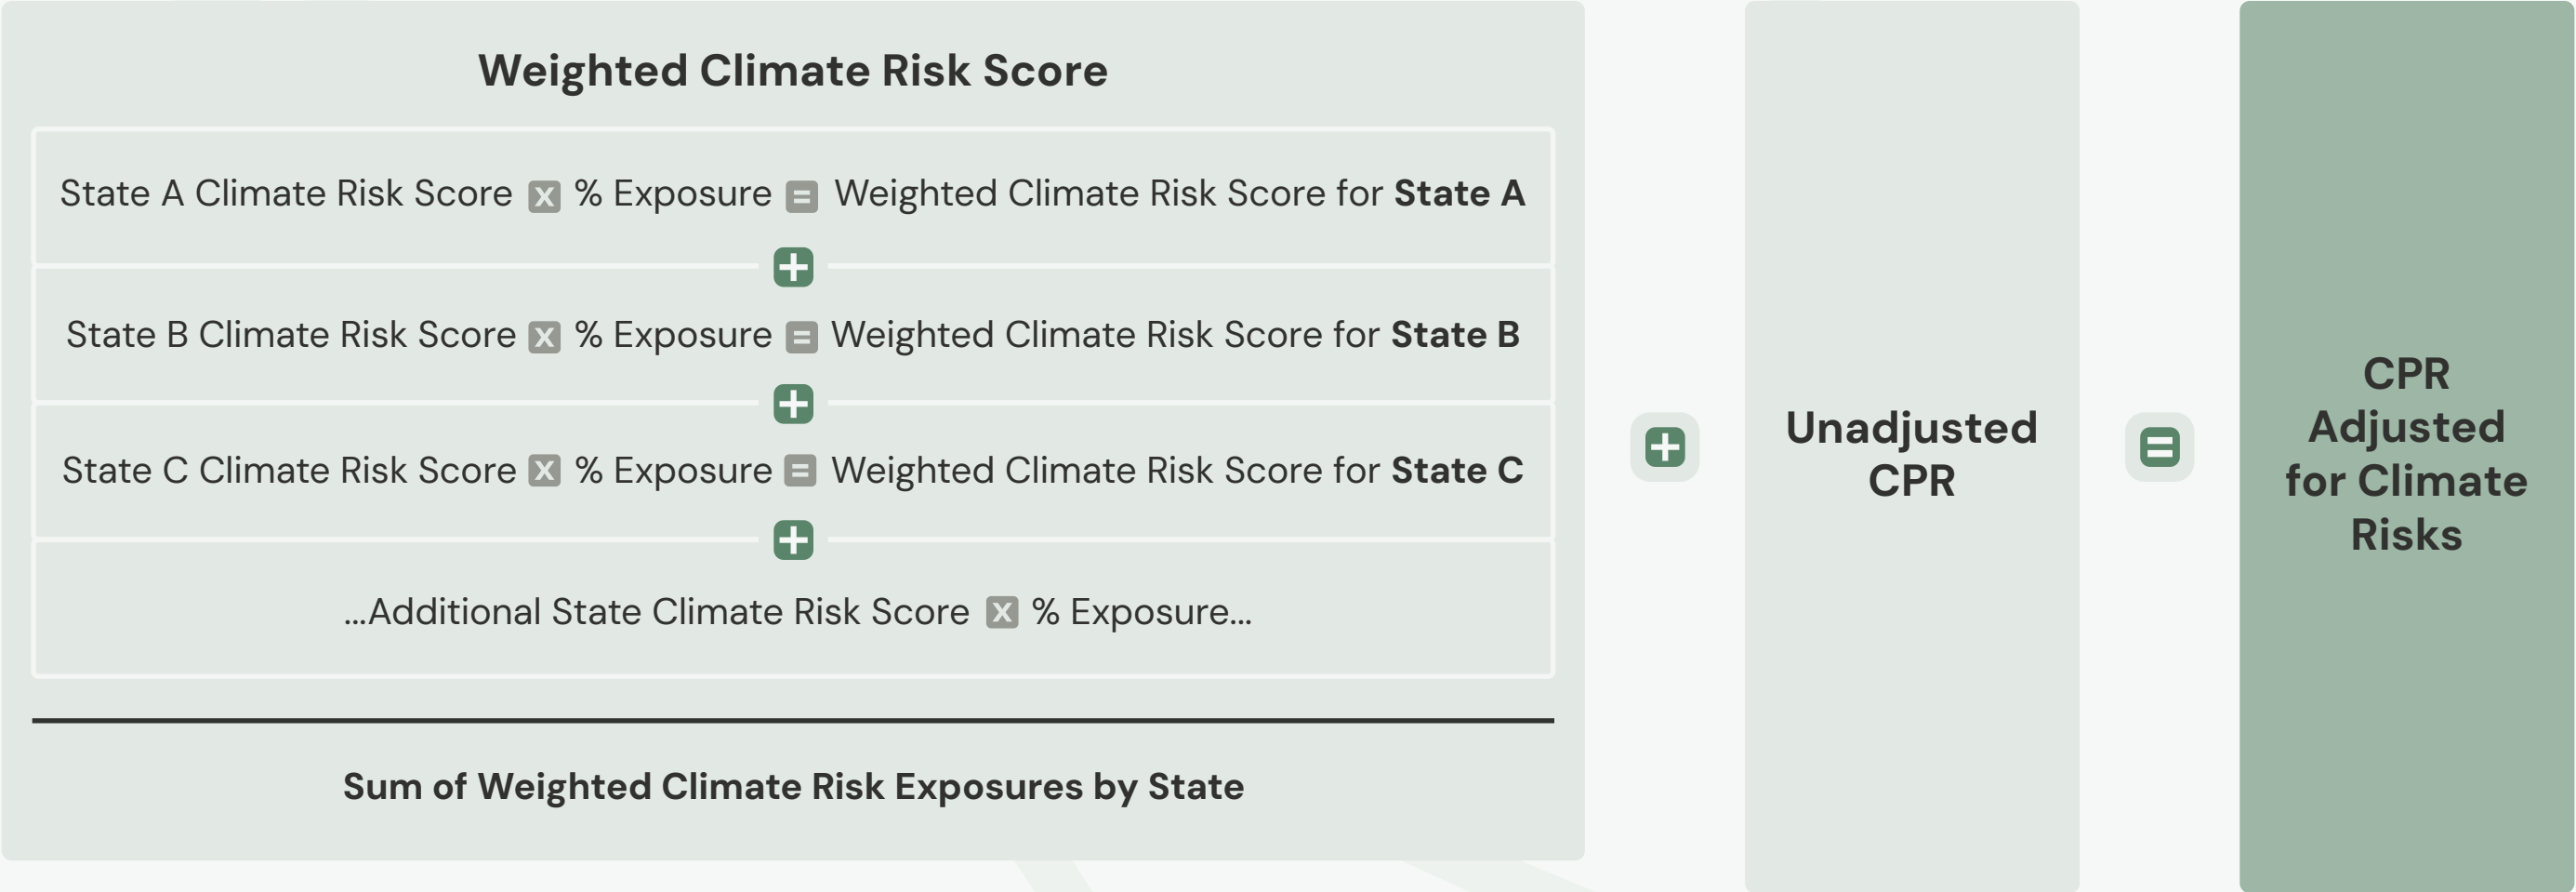 Weighted Climate Risk Score
State A Climate Risk Score x % Exposure = Weighted Climate Risk Score for State A
+
State B Climate Risk Score x % Exposure = Weighted Climate Risk Score for State B
+
State C Climate Risk Score x % Exposure = Weighted Climate Risk Score for State C
+
...Additional State Climate Risk Score x % Exposure...
Sum of Weighted Climate Risk Exposures by State
+
Unadjusted
CPR
=
CPR
Adjusted
for Climate
Risks